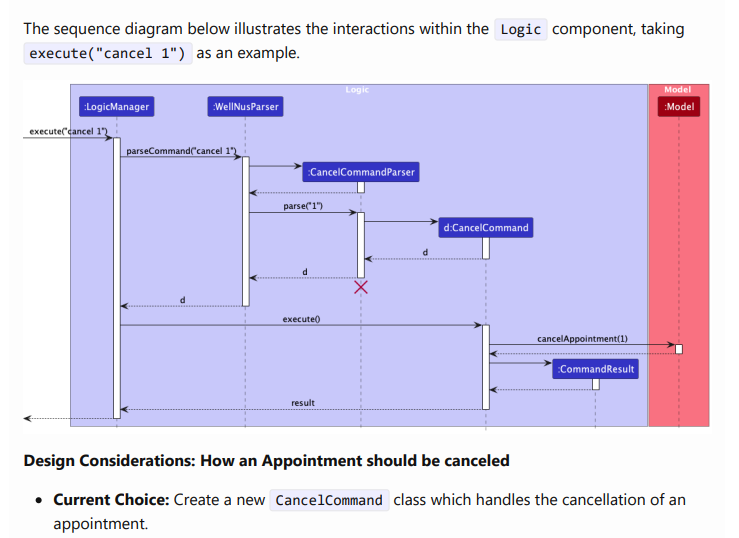 The sequence diagram below illustrates the interactions within the Logic component, taking
execute("cancel 1") as an example.
Logic
Model
:LogicManager
:WellNusParser
:Model
execute("cancel 1")
parseCommand("cancel 1")
:CancelCommandParser
parse("1")
d:CancelCommand
d
d
d
execute()
cancelAppointment(1)
:CommandResult
result
Design Considerations: How an Appointment should be canceled
• Current Choice: Create a new CancelCommand class which handles the cancellation of an
appointment.